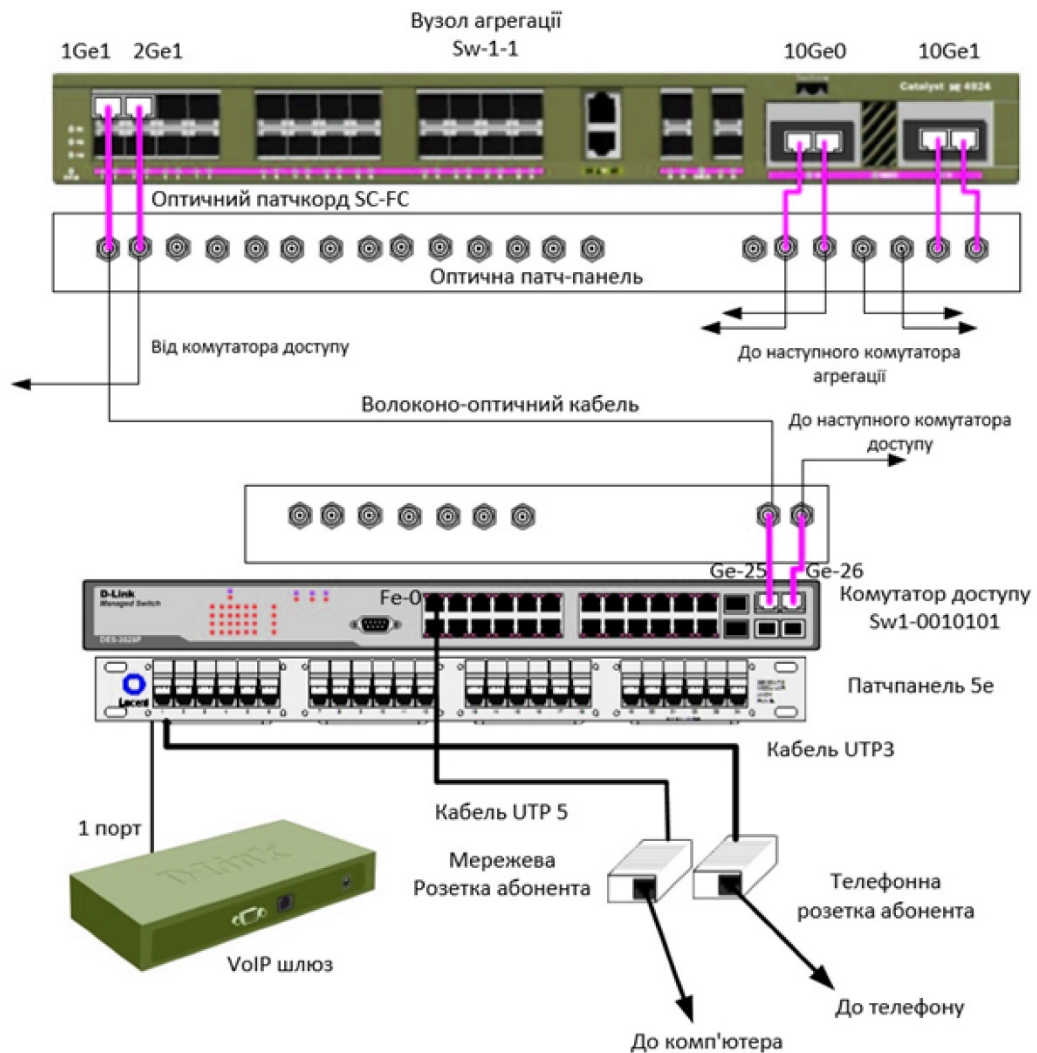 Вузол агрегації
Sw-1-1
1Ge1
2Ge1
10Ge0
10Ge1
Catalyst 4924
Оптичний патчкорд SC-FC
Оптична патч-панель
Від комутатора доступу
До наступного комутатора
агрегації
Волоконо-оптичний кабель
До наступного комутатора
доступу
Ge-25
Ge-26
D-Link
Managed Switch
Fe-0
Комутатор доступу
Sw1-0010101
Патчпанель 5е
Кабель UTP3
1 порт
Кабель UTP 5
D-Link
Мережева
Розетка абонента
Телефонна
розетка абонента
VoIP шлюз
До телефону
До комп'ютера